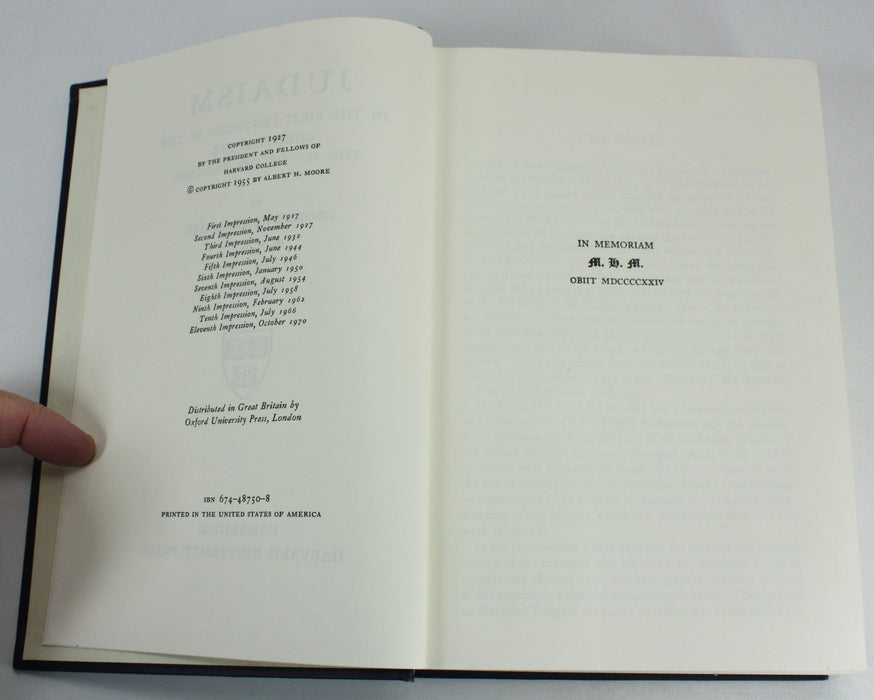 COPYRIGHT 1927
BY THE PRESIDENT AND FELLOWS OF
HARVARD COLLEGE
© COPYRIGHT 1955 BY ALBERT H. MOORE
First Impression, May 1927
Second Impression, November 1927
Third Impression, June 1932
Fourth Impression, June 1944
Fifth Impression, July 1946
Sixth Impression, January 1950
Seventh Impression, August 1954
Eighth Impression, July 1958
Ninth Impression, February 1962
Tenth Impression, July 1966
Eleventh Impression, October 1970
Distributed in Great Britain by
Oxford University Press, London
SBN 674-48750-8
PRINTED IN THE UNITED STATES OF AMERICA
IN MEMORIAM
M. H. M.
OBIIT MDCCCCXXIV